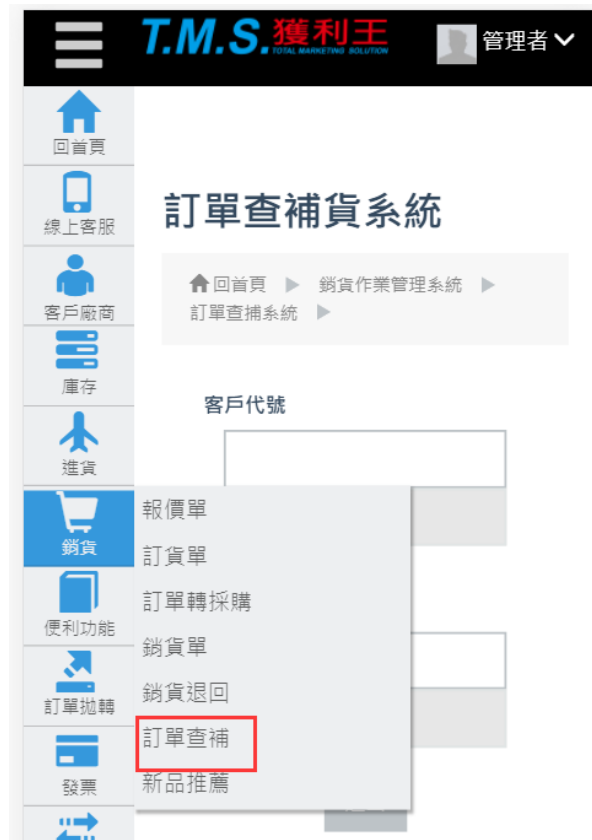 T.M.S.獲利王
TOTAL MARKETING SOLUTION
管理者
回首頁
線上客服
客戶廠商
庫存
進貨
銷貨
便利功能
訂單拋轉
發票
訂單查補貨系統
回首頁 ▶ 銷貨作業管理系統 ▶
訂單查捕系統 ▶
客戶代號
報價單
訂貨單
訂單轉採購
銷貨單
銷貨退回
訂單查補
新品推薦